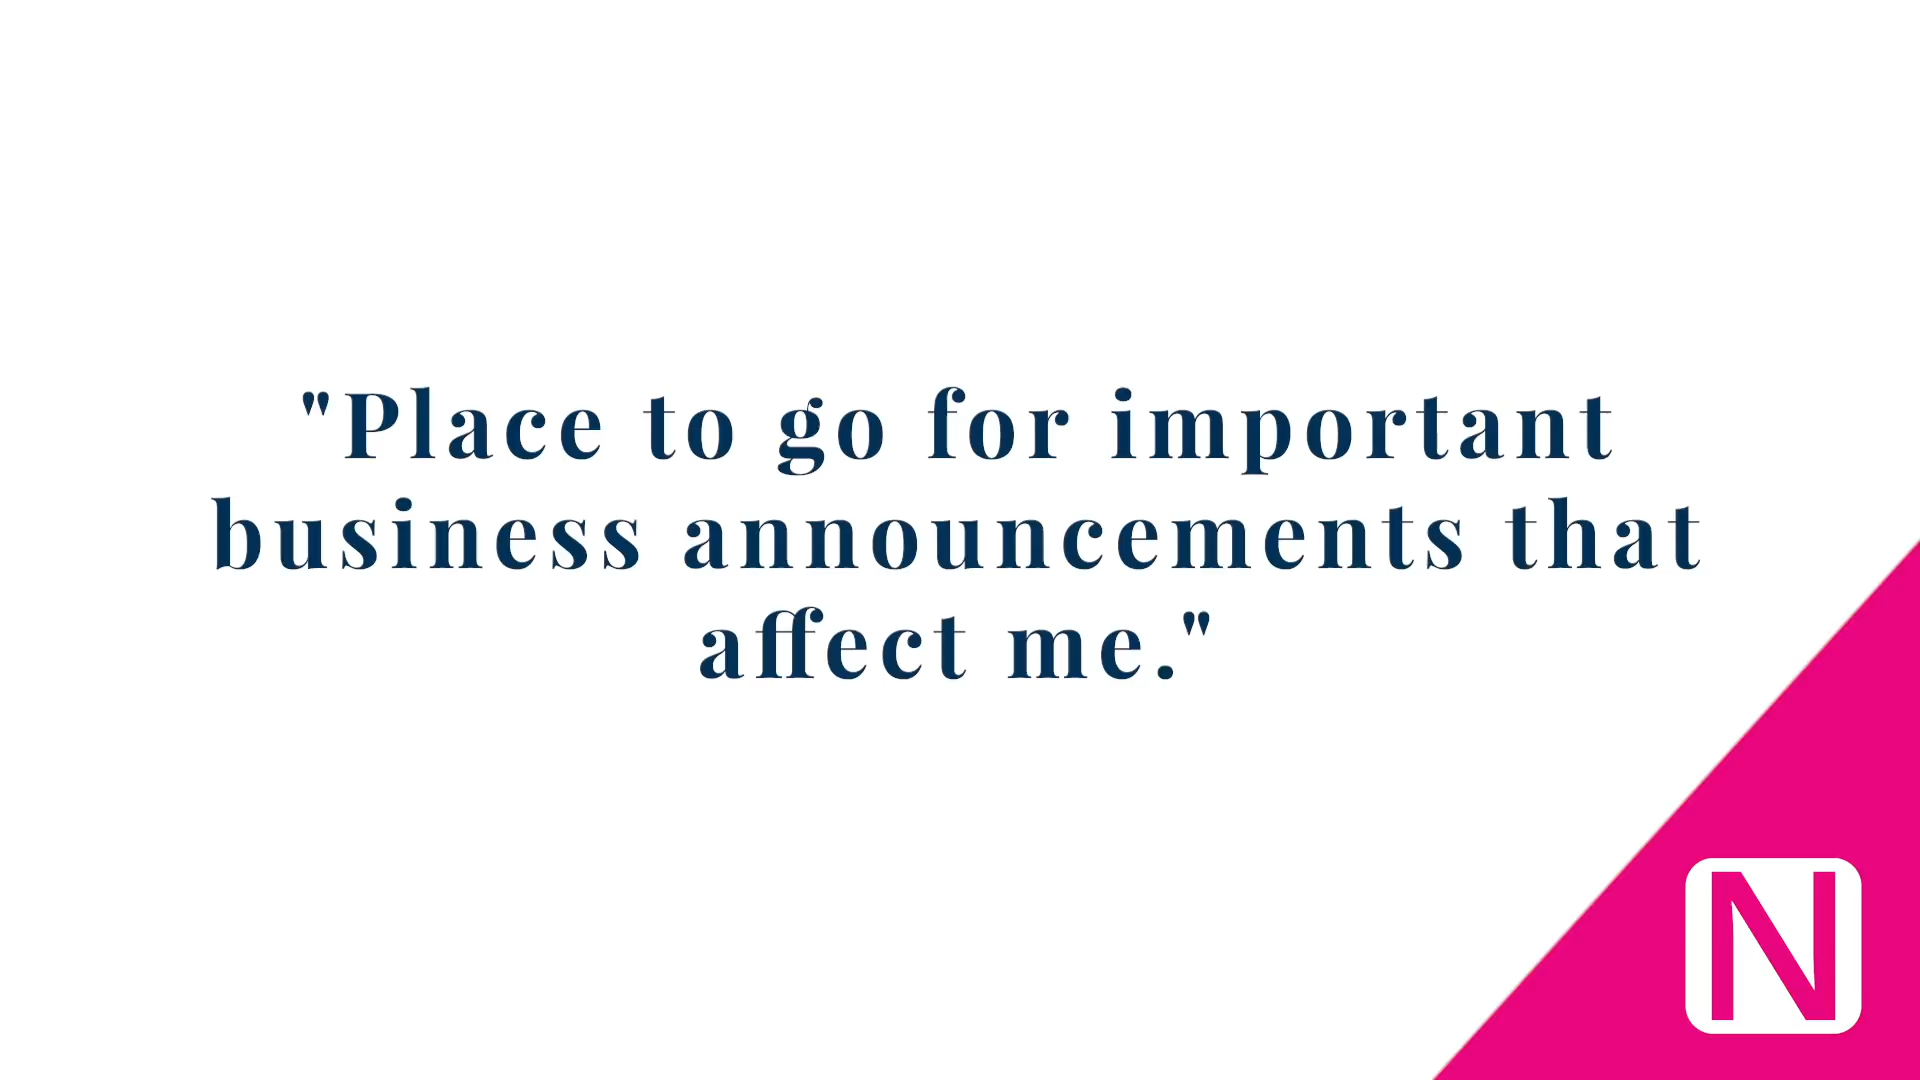 "Place to go for important
business announcements that
affect me."
N